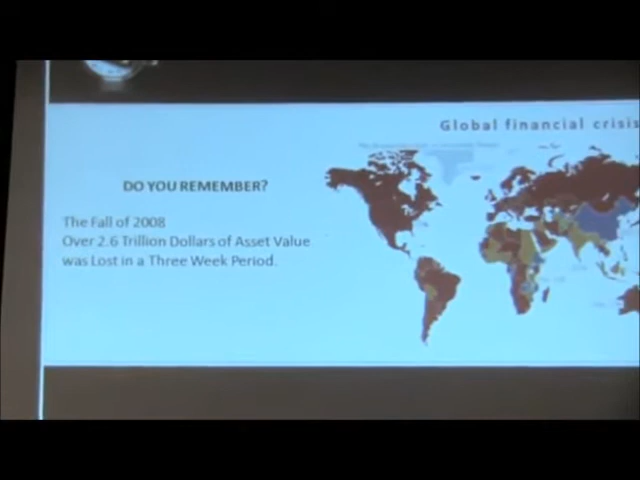 Global financial crisis
DO YOU REMEMBER?
The Fall of 2008
Over 2.6 Trillion Dollars of Asset Value
was Lost in a Three Week Period.